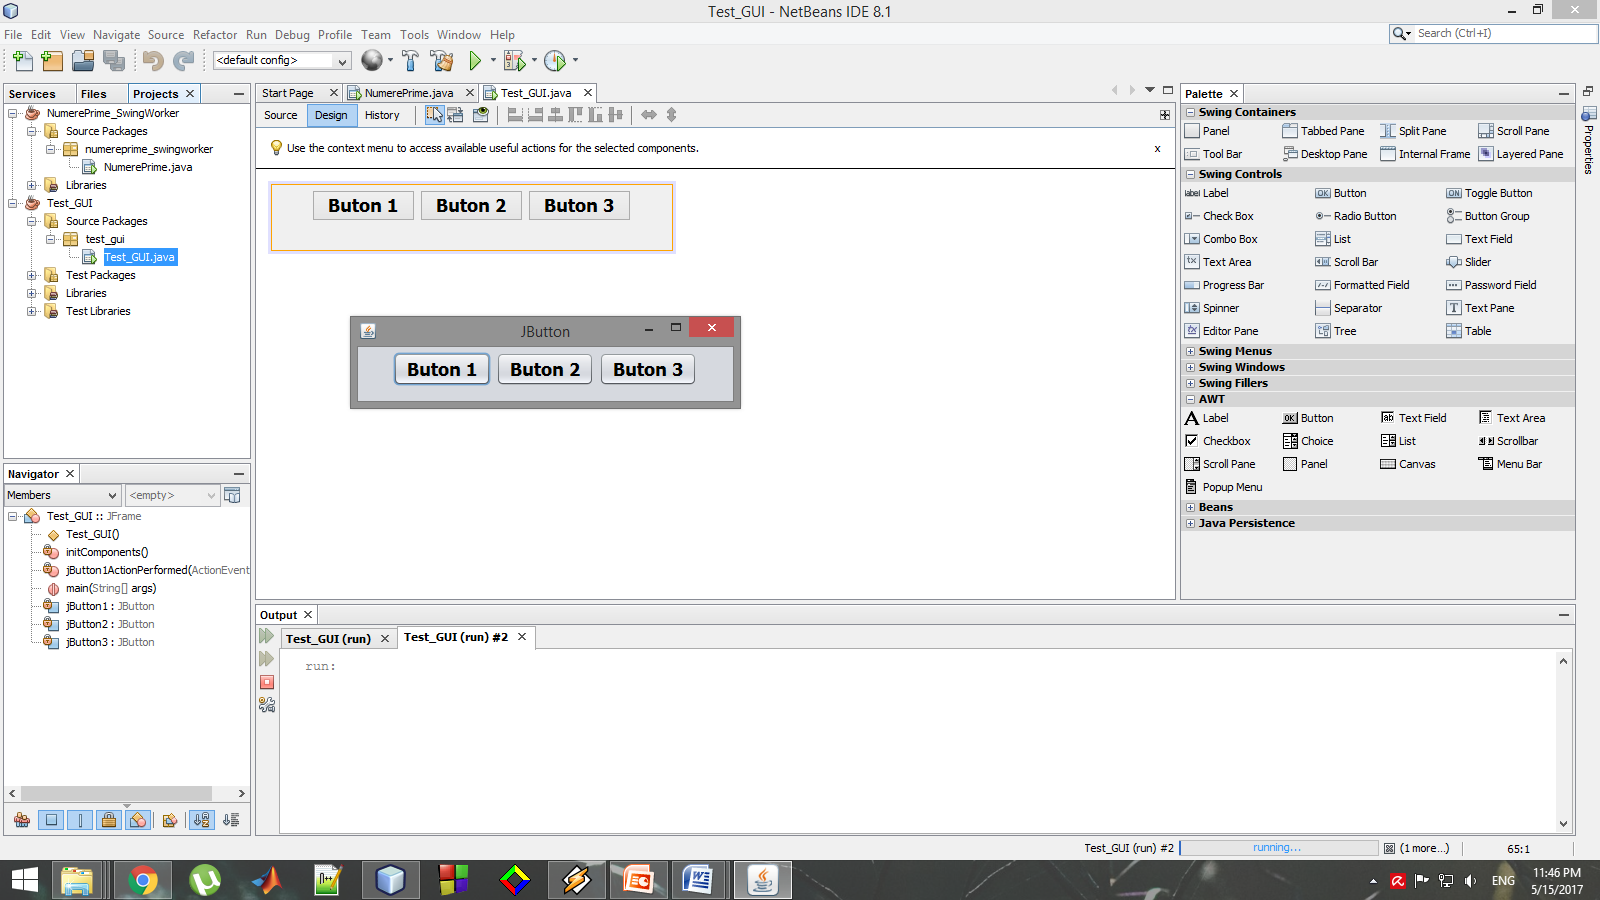 Test_GUI - NetBeans IDE 8.1
File Edit View Navigate Source Refactor Run Debug Profile Team Tools Window Help
Search (Ctrl+I)
<default config>
Services Files Projects
NumerePrime_SwingWorker
Source Packages
numereprime_swingworker
NumerePrime.java
Libraries
Test_GUI
Source Packages
test_gui
Test_GUI.java
Test Packages
Libraries
Test Libraries
Navigator
Members <empty>
Test_GUI :: JFrame
Test_GUI()
initComponents()
jButton1ActionPerformed(ActionEvent
main(String[] args)
jButton1 : JButton
jButton2 : JButton
jButton3 : JButton
Start Page NumerePrime.java Test_GUI.java
Source Design History
Use the context menu to access available useful actions for the selected components. x
Buton 1 Buton 2 Buton 3
JButton
Buton 1 Buton 2 Buton 3
Output
Test_GUI (run) Test_GUI (run) #2
run:
Palette
Swing Containers
Panel Tabbed Pane Split Pane Scroll Pane
Tool Bar Desktop Pane Internal Frame Layered Pane
Swing Controls
label Label OK Button ON Toggle Button
Check Box Radio Button Button Group
Combo Box List Text Field
Text Area Scroll Bar Slider
Progress Bar Formatted Field Password Field
Spinner Separator Text Pane
Editor Pane Tree Table
Swing Menus
Swing Windows
Swing Fillers
AWT
A Label OK Button ab Text Field Text Area
Checkbox Choice List Scrollbar
Scroll Pane Panel Canvas Menu Bar
Popup Menu
Beans
Java Persistence
Properties
Test_GUI (run) #2 running... (1 more...) 65:1
ENG
11:46 PM
5/15/2017